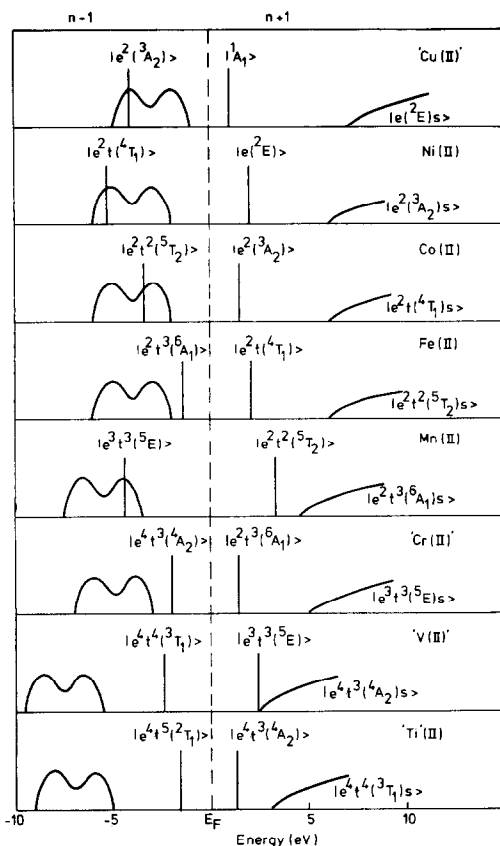 n−1 n+1
|e²(³A₂)> |¹A₁> 'Cu(II)'
|e(²E)s>
|e²t(⁴T₁)> |e(²E)> Ni(II)
|e²(³A₂)s>
|e²t²(⁵T₂)> |e²(³A₂)> Co(II)
|e²t(⁴T₁)s>
|e²t³(⁶A₁)> |e²t(⁴T₁)> Fe(II)
|e²t²(⁵T₂)s>
|e³t³(⁵E)> |e²t²(⁵T₂)> Mn(II)
|e²t³(⁶A₁)s>
|e⁴t³(⁴A₂)> |e²t³(⁶A₁)> 'Cr(II)'
|e³t³(⁵E)s>
|e⁴t⁴(³T₁)> |e³t³(⁵E)> 'V(II)'
|e⁴t³(⁴A₂)s>
|e⁴t⁵(²T₁)> |e⁴t³(⁴A₂)> 'Ti'(II)
|e⁴t⁴(³T₁)s>
-10 -5 E_F 5 10
Energy (eV)